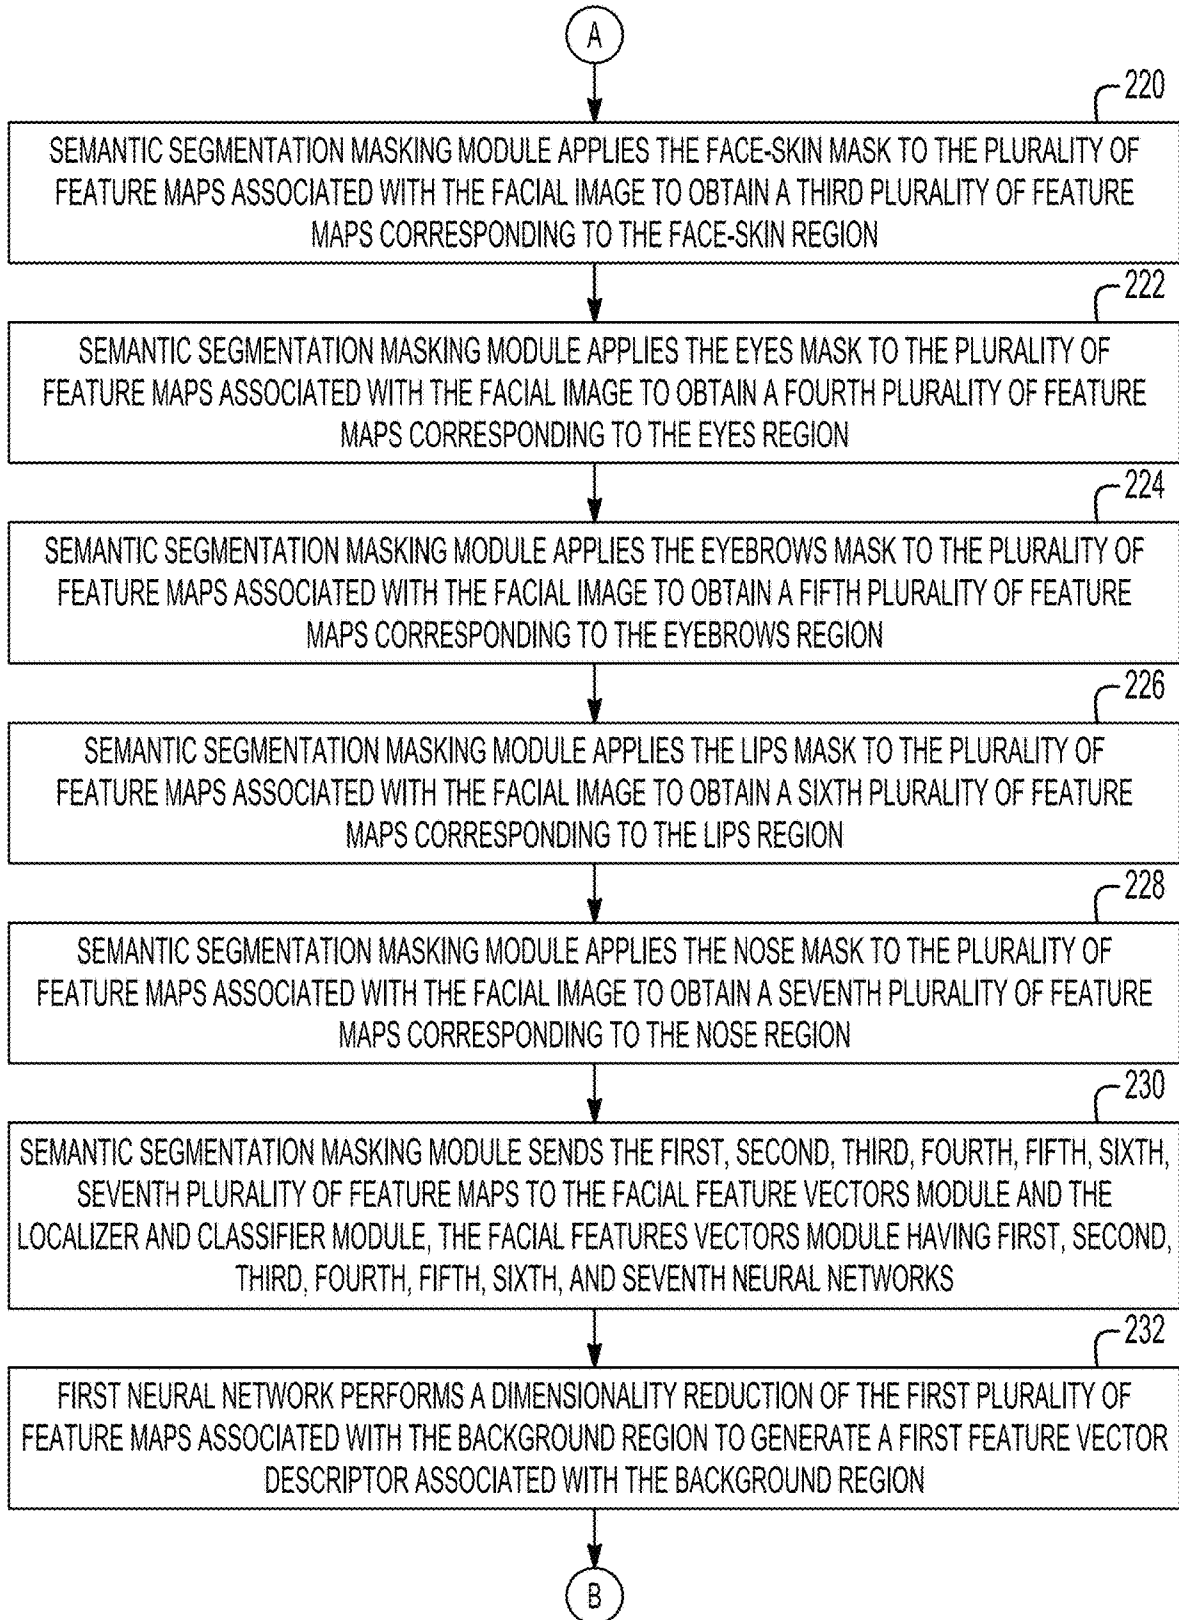 A
220
SEMANTIC SEGMENTATION MASKING MODULE APPLIES THE FACE-SKIN MASK TO THE PLURALITY OF
FEATURE MAPS ASSOCIATED WITH THE FACIAL IMAGE TO OBTAIN A THIRD PLURALITY OF FEATURE
MAPS CORRESPONDING TO THE FACE-SKIN REGION
222
SEMANTIC SEGMENTATION MASKING MODULE APPLIES THE EYES MASK TO THE PLURALITY OF
FEATURE MAPS ASSOCIATED WITH THE FACIAL IMAGE TO OBTAIN A FOURTH PLURALITY OF FEATURE
MAPS CORRESPONDING TO THE EYES REGION
224
SEMANTIC SEGMENTATION MASKING MODULE APPLIES THE EYEBROWS MASK TO THE PLURALITY OF
FEATURE MAPS ASSOCIATED WITH THE FACIAL IMAGE TO OBTAIN A FIFTH PLURALITY OF FEATURE
MAPS CORRESPONDING TO THE EYEBROWS REGION
226
SEMANTIC SEGMENTATION MASKING MODULE APPLIES THE LIPS MASK TO THE PLURALITY OF
FEATURE MAPS ASSOCIATED WITH THE FACIAL IMAGE TO OBTAIN A SIXTH PLURALITY OF FEATURE
MAPS CORRESPONDING TO THE LIPS REGION
228
SEMANTIC SEGMENTATION MASKING MODULE APPLIES THE NOSE MASK TO THE PLURALITY OF
FEATURE MAPS ASSOCIATED WITH THE FACIAL IMAGE TO OBTAIN A SEVENTH PLURALITY OF FEATURE
MAPS CORRESPONDING TO THE NOSE REGION
230
SEMANTIC SEGMENTATION MASKING MODULE SENDS THE FIRST, SECOND, THIRD, FOURTH, FIFTH, SIXTH,
SEVENTH PLURALITY OF FEATURE MAPS TO THE FACIAL FEATURE VECTORS MODULE AND THE
LOCALIZER AND CLASSIFIER MODULE, THE FACIAL FEATURES VECTORS MODULE HAVING FIRST, SECOND,
THIRD, FOURTH, FIFTH, SIXTH, AND SEVENTH NEURAL NETWORKS
232
FIRST NEURAL NETWORK PERFORMS A DIMENSIONALITY REDUCTION OF THE FIRST PLURALITY OF
FEATURE MAPS ASSOCIATED WITH THE BACKGROUND REGION TO GENERATE A FIRST FEATURE VECTOR
DESCRIPTOR ASSOCIATED WITH THE BACKGROUND REGION
B